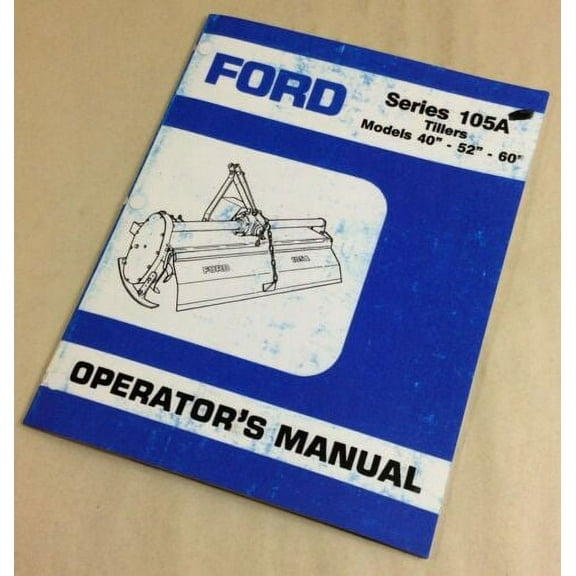 FORD
Series 105A
Tillers
Models 40" - 52" - 60"
FORD 105A
OPERATOR'S MANUAL